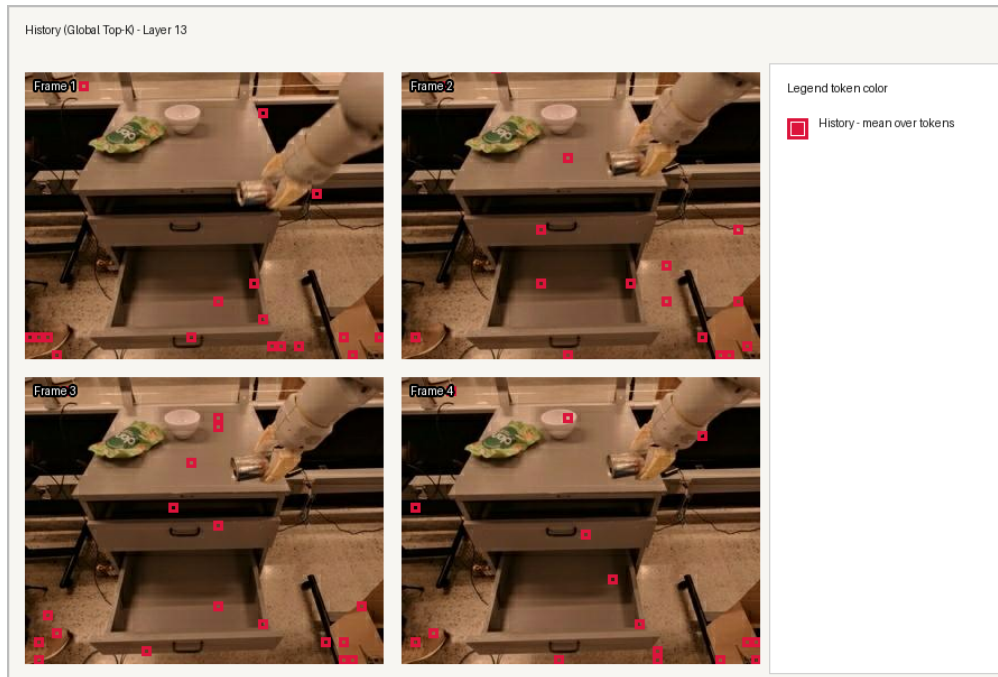 History (Global Top-K) - Layer 13
Frame 1
Frame 2
Legend token color
History - mean over tokens
Frame 3
Frame 4